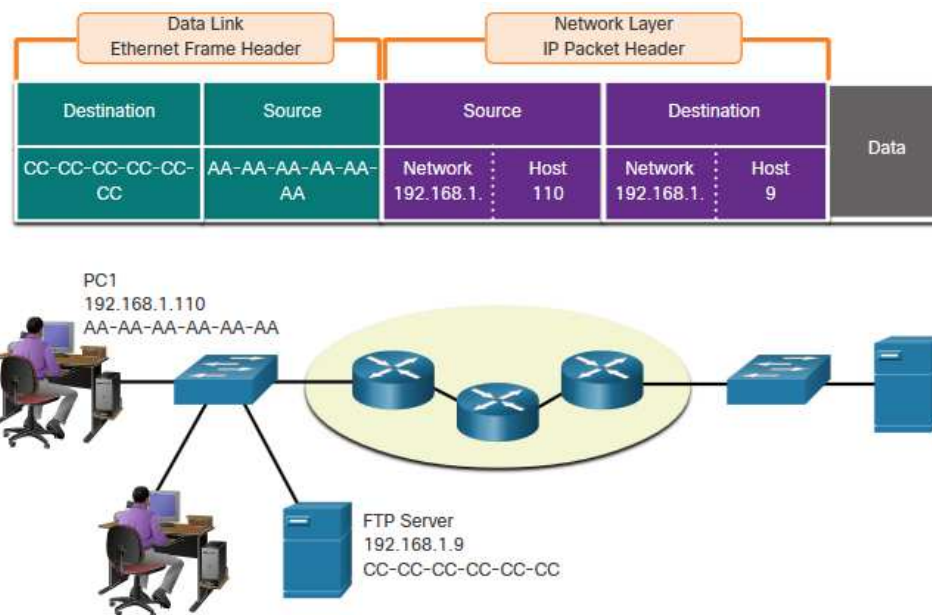 Data Link
Ethernet Frame Header
Network Layer
IP Packet Header
Destination
Source
Source
Destination
Data
CC-CC-CC-CC-CC-
CC
AA-AA-AA-AA-AA-
AA
Network
192.168.1.
Host
110
Network
192.168.1.
Host
9
PC1
192.168.1.110
AA-AA-AA-AA-AA-AA
FTP Server
192.168.1.9
CC-CC-CC-CC-CC-CC